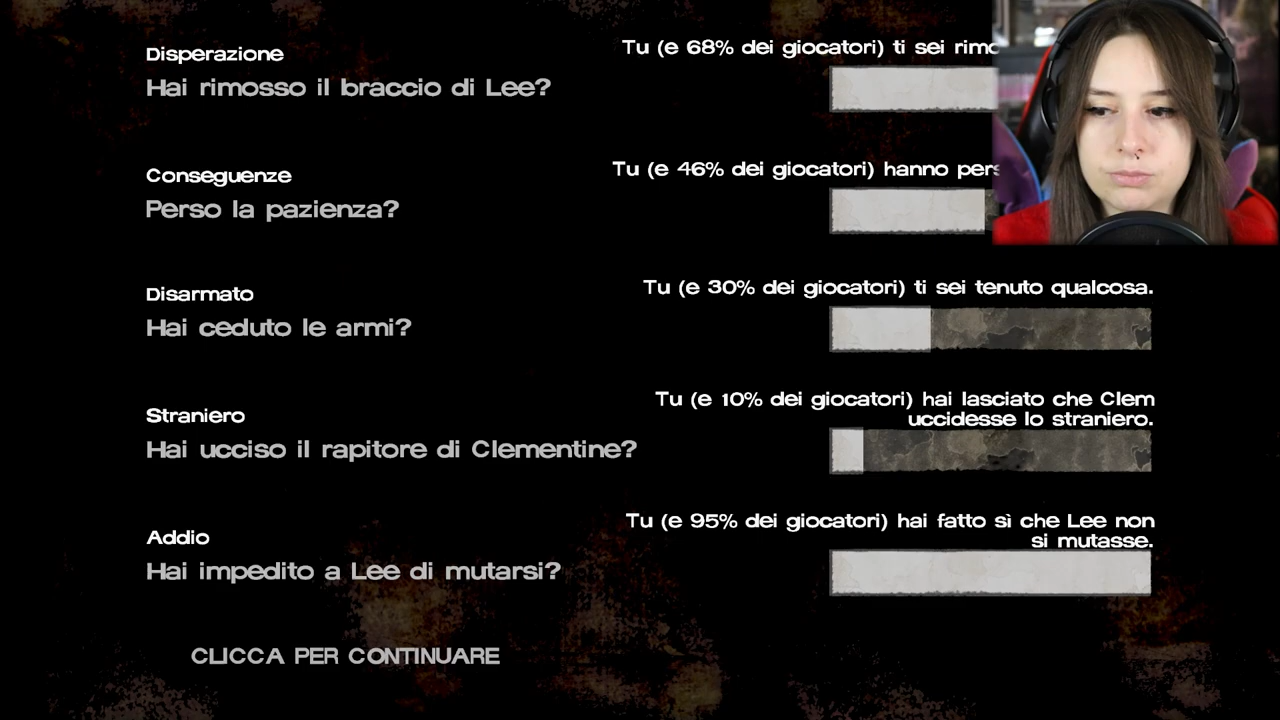 Disperazione
Tu (e 68% dei giocatori) ti sei
Hai rimosso il braccio di Lee?
Conseguenze
Tu (e 46% dei giocatori) hanno
Perso la pazienza?
Disarmato
Tu (e 30% dei giocatori) ti sei tenuto qualcosa.
Hai ceduto le armi?
Straniero
Tu (e 10% dei giocatori) hai lasciato che Clem
uccidesse lo straniero.
Hai ucciso il rapitore di Clementine?
Addio
Tu (e 95% dei giocatori) hai fatto sì che Lee non
si mutasse.
Hai impedito a Lee di mutarsi?
CLICCA PER CONTINUARE